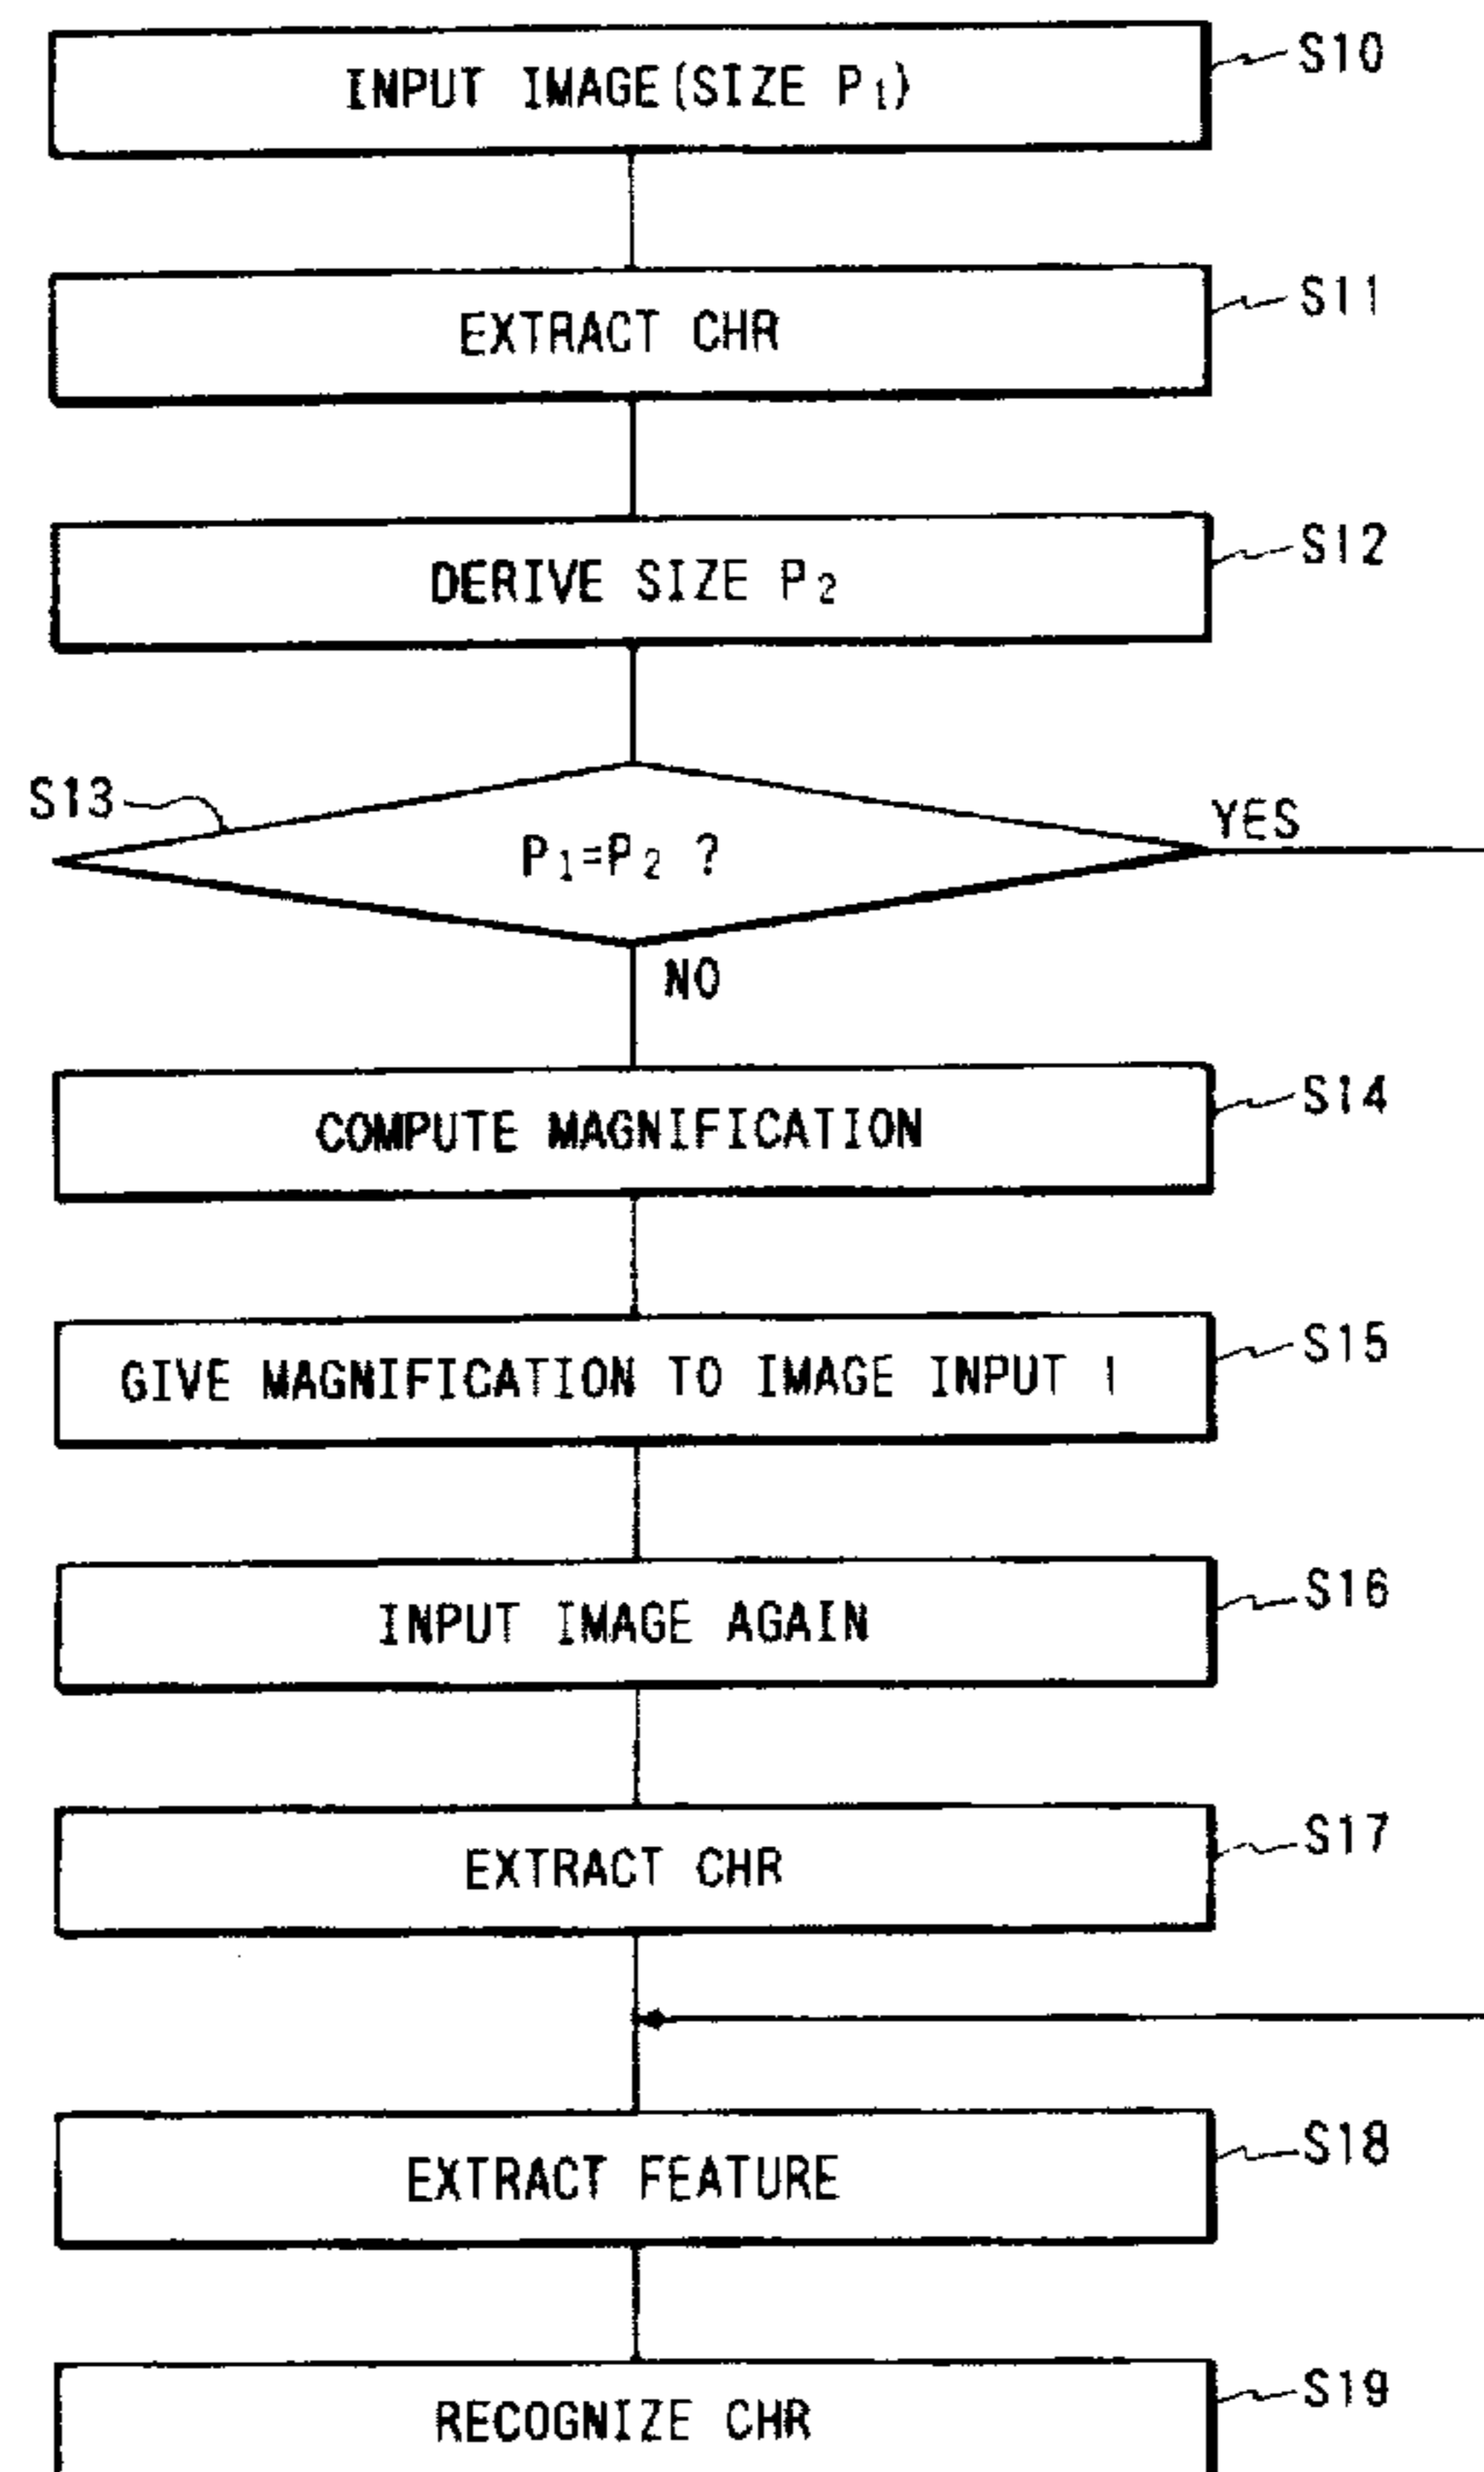 INPUT IMAGE(SIZE P₁) S10
EXTRACT CHR S11
DERIVE SIZE P₂ S12
S13 P₁=P₂ ? YES
NO
COMPUTE MAGNIFICATION S14
GIVE MAGNIFICATION TO IMAGE INPUT 1 S15
INPUT IMAGE AGAIN S16
EXTRACT CHR S17
EXTRACT FEATURE S18
RECOGNIZE CHR S19